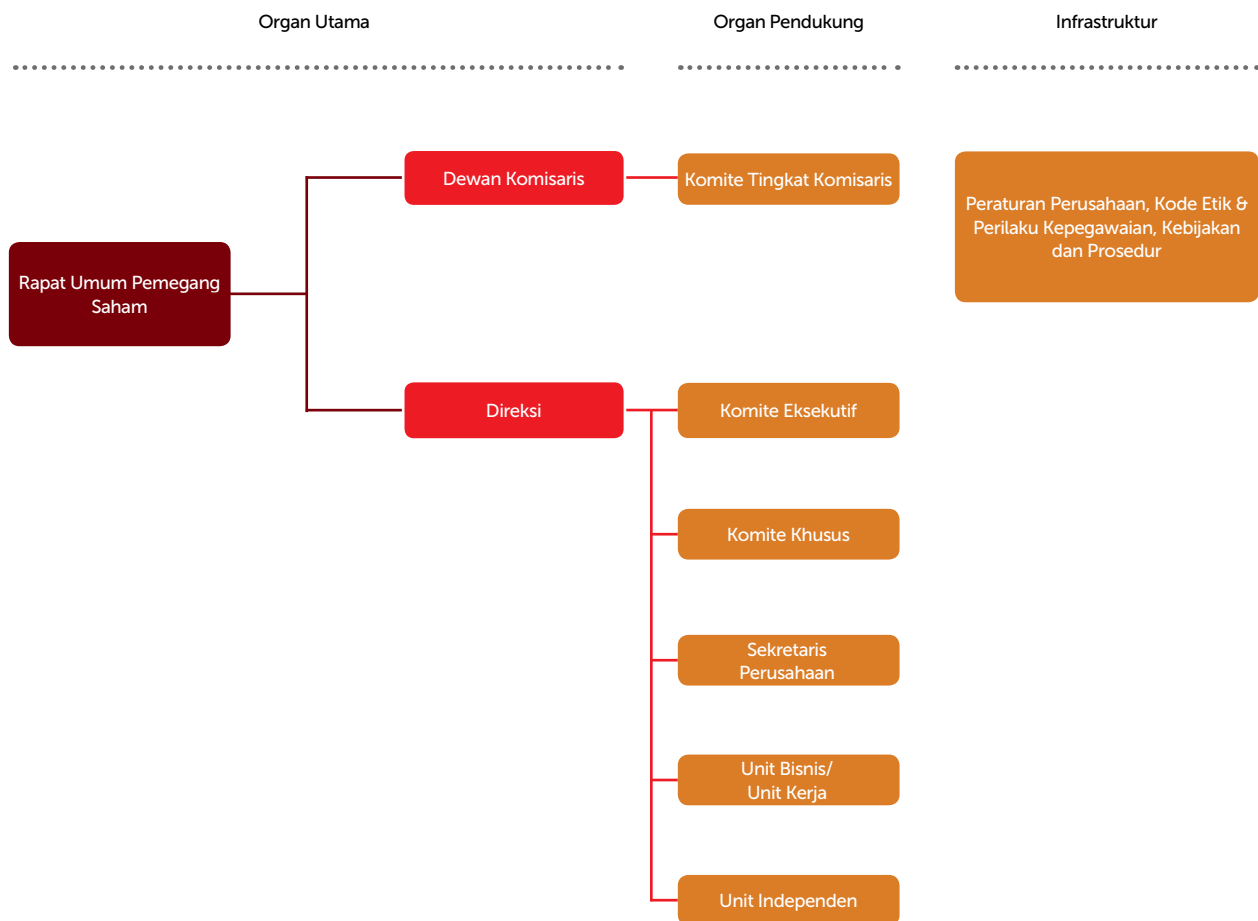 Organ Utama
Organ Pendukung
Infrastruktur
Dewan Komisaris
Komite Tingkat Komisaris
Peraturan Perusahaan, Kode Etik &
Perilaku Kepegawaian, Kebijakan
dan Prosedur
Rapat Umum Pemegang
Saham
Direksi
Komite Eksekutif
Komite Khusus
Sekretaris
Perusahaan
Unit Bisnis/
Unit Kerja
Unit Independen